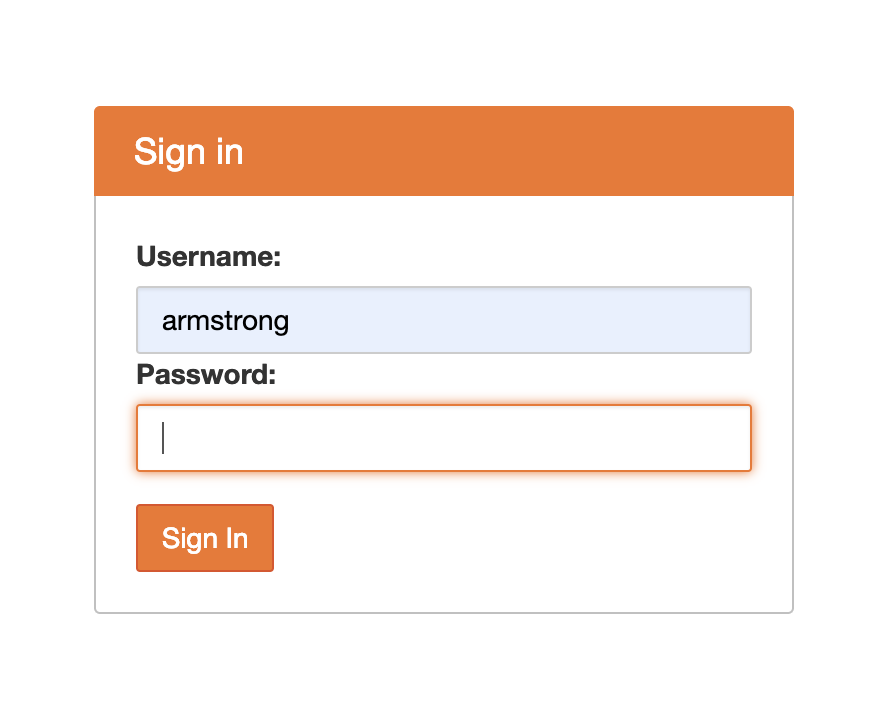 Sign in
Username:
armstrong
Password:
Sign In